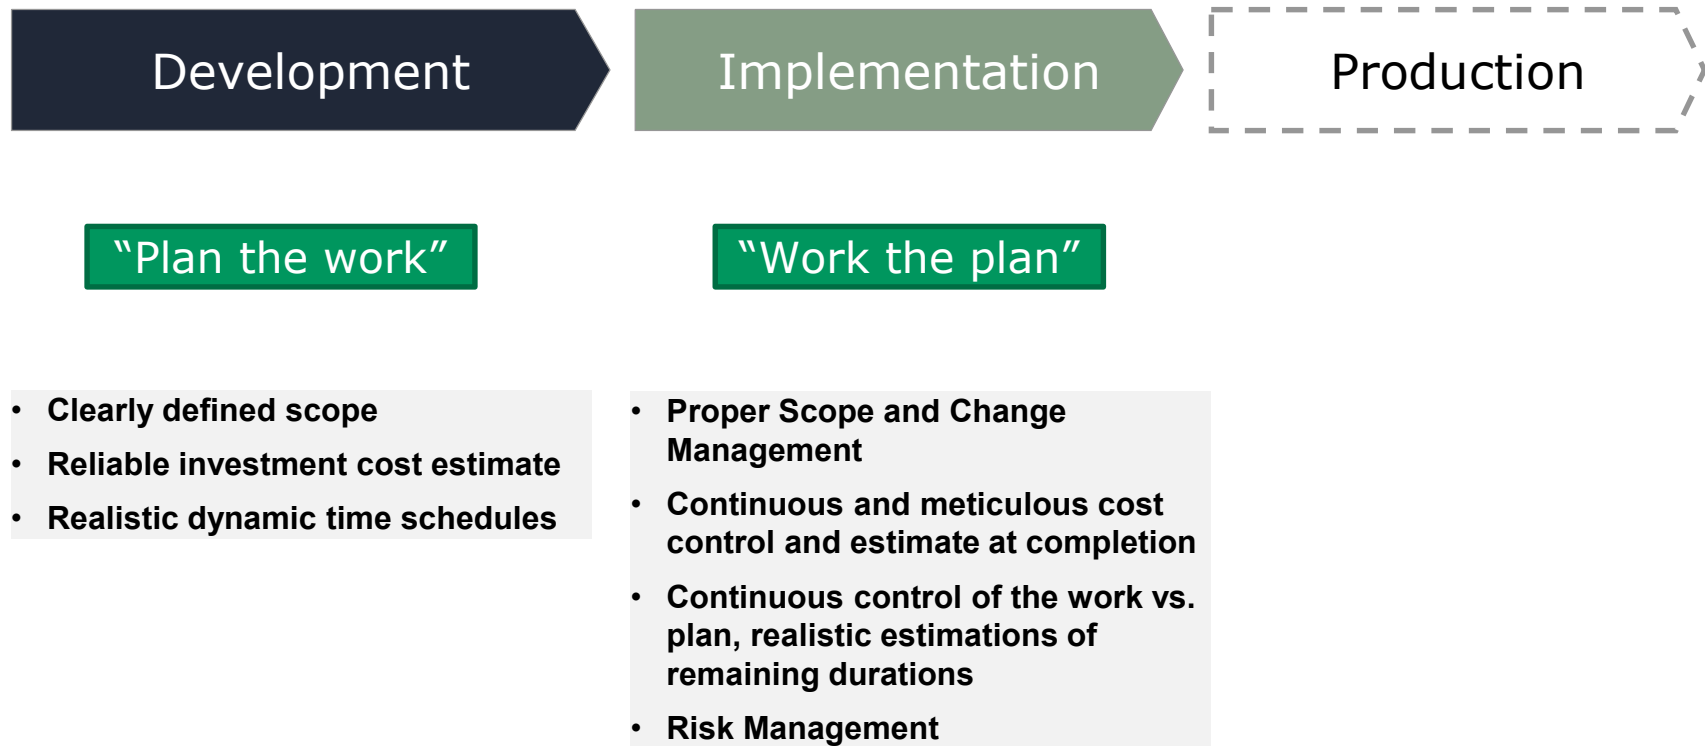 Development
Implementation
Production
“Plan the work”
“Work the plan”
• Clearly defined scope
• Reliable investment cost estimate
• Realistic dynamic time schedules
• Proper Scope and Change
Management
• Continuous and meticulous cost
control and estimate at completion
• Continuous control of the work vs.
plan, realistic estimations of
remaining durations
• Risk Management